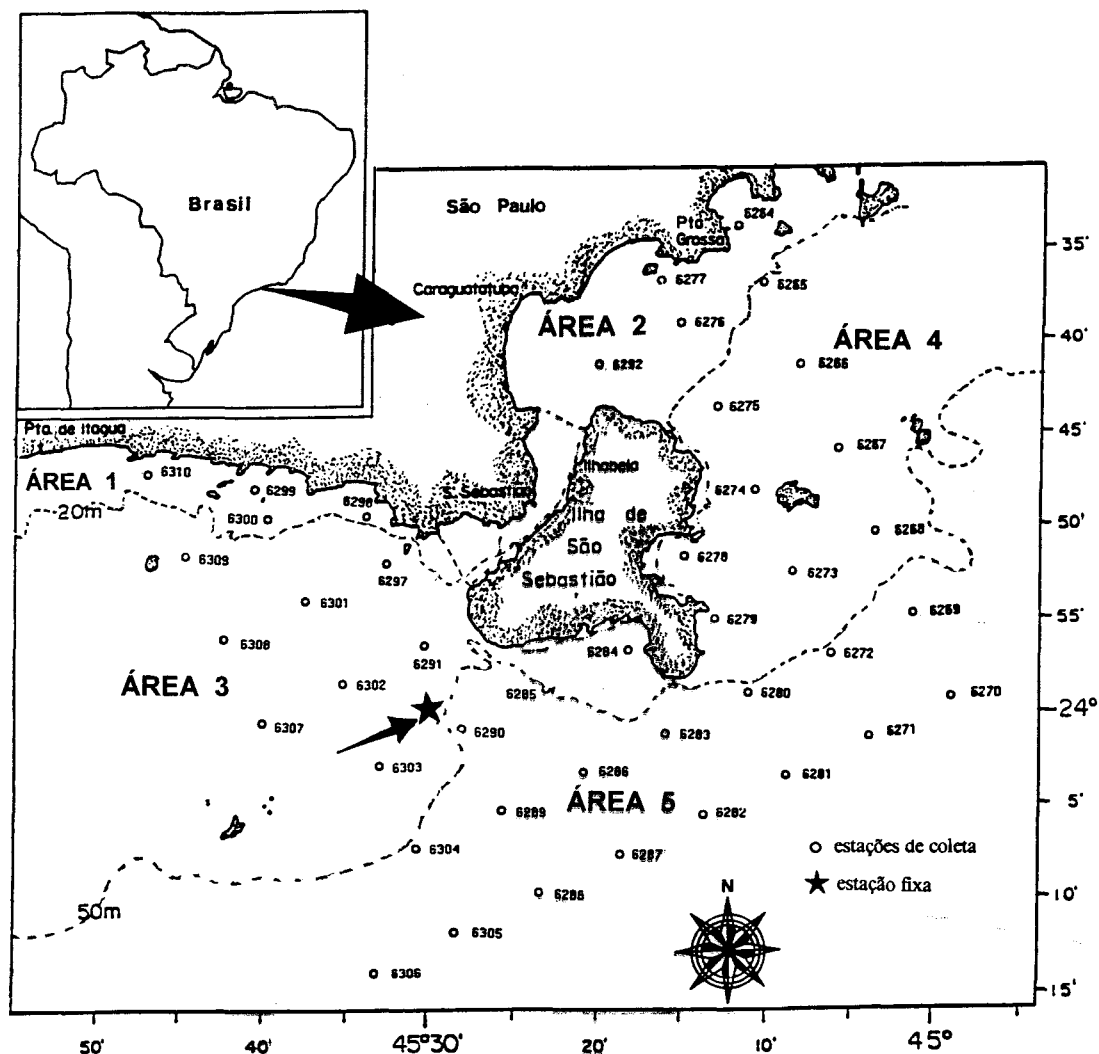 Brasil
São Paulo
Pta.
Grossa
6264
35'
6277
6265
Caraguatatuba
ÁREA 2
6276
ÁREA 4
40'
6292
6266
6275
Pta. de Itagua
45'
6267
Ilhabela
ÁREA 1
6310
6299
S. Sebastião
6274
20m
6300
6298
Ilha de
50'
6268
São
6309
6297
6278
6273
Sebastião
6301
6279
6269
55'
6308
6291
6284
6272
ÁREA 3
6302
6285
6280
6270
24°
6307
6290
6283
6271
6303
6286
6281
ÁREA 5
5'
6289
6282
6304
6287
estações de coleta
estação fixa
N
6288
10'
50m
6305
6306
15'
50'
40'
45°30'
20'
10'
45°